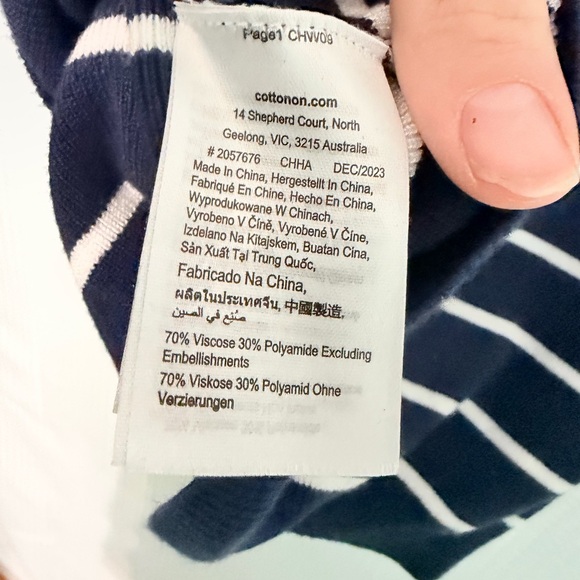 Page1 CHW09
cottonon.com
14 Shepherd Court, North
Geelong, VIC, 3215 Australia
# 2057676 CHHA DEC/2023
Made In China, Hergestellt In China,
Fabriqué En Chine, Hecho En China,
Wyprodukowane W Chinach,
Vyrobeno V Číně, Vyrobené V Číne,
Izdelano Na Kitajskem, Buatan Cina,
Sản Xuất Tại Trung Quốc,
Fabricado Na China,
ผลิตในประเทศจีน, 中國製造,
صُنع في الصين
70% Viscose 30% Polyamide Excluding
Embellishments
70% Viskose 30% Polyamid Ohne
Verzierungen